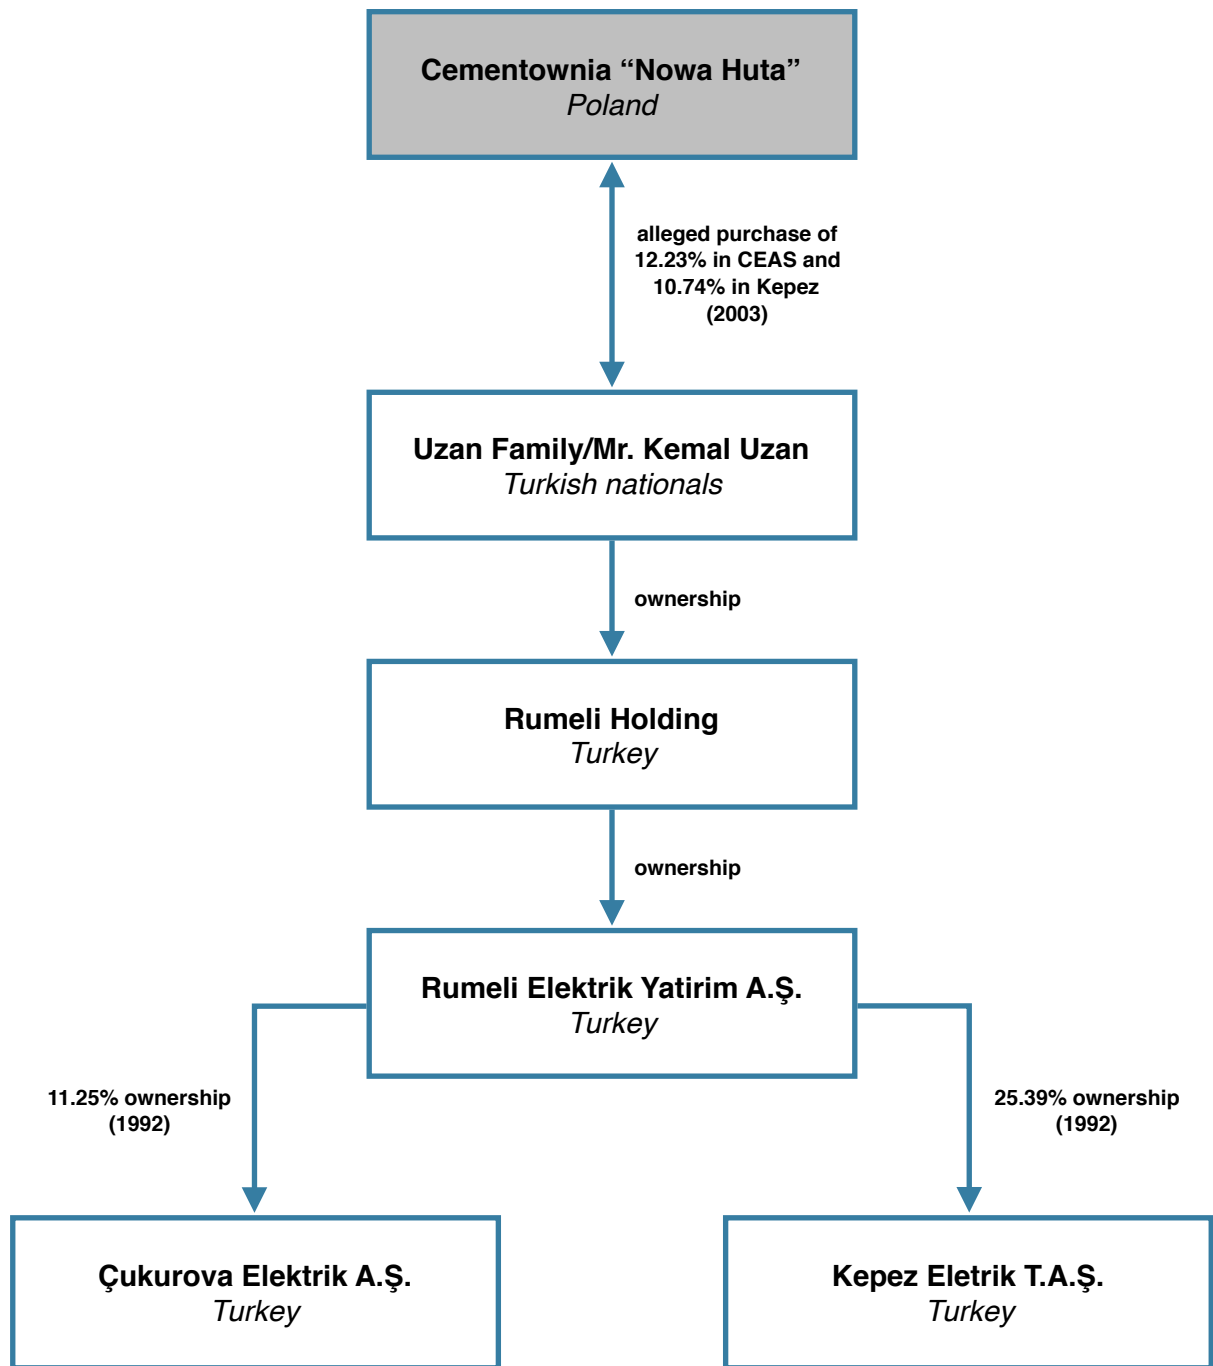 Cementownia “Nowa Huta”
Poland
alleged purchase of
12.23% in CEAS and
10.74% in Kepez
(2003)
Uzan Family/Mr. Kemal Uzan
Turkish nationals
ownership
Rumeli Holding
Turkey
ownership
Rumeli Elektrik Yatirim A.Ş.
Turkey
11.25% ownership
(1992)
25.39% ownership
(1992)
Çukurova Elektrik A.Ş.
Turkey
Kepez Eletrik T.A.Ş.
Turkey